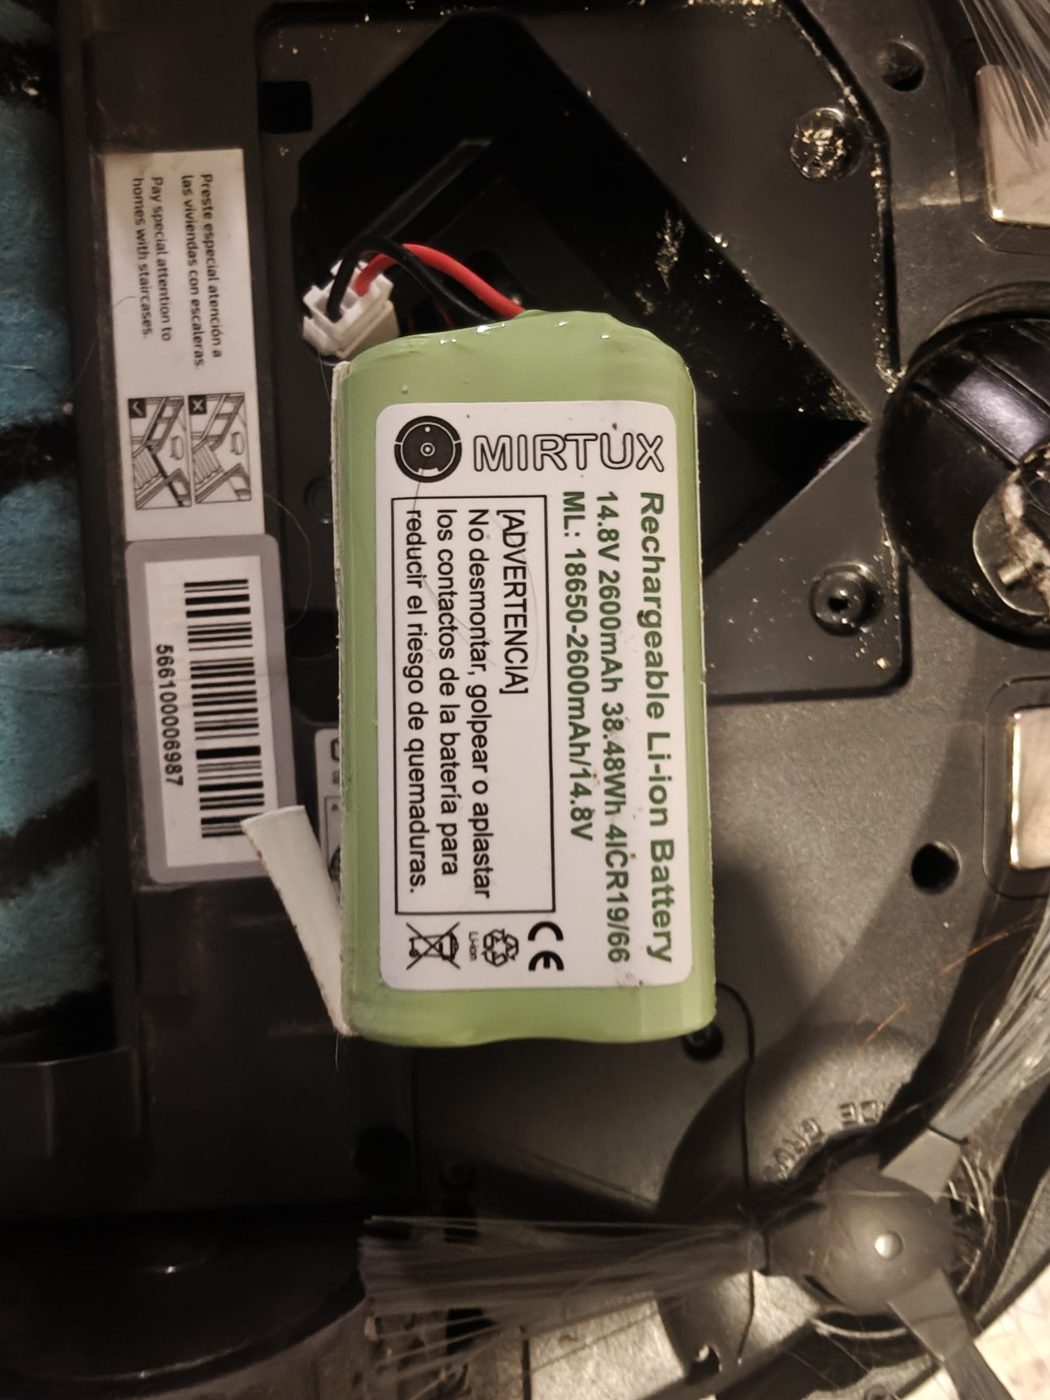 Preste especial atención a
las viviendas con escaleras.
Pay special attention to
homes with staircases.
566100006987
MIRTUX
Rechargeable Li-ion Battery
14.8V 2600mAh 38.48Wh 4ICR19/66
ML: 18650-2600mAh/14.8V
[ADVERTENCIA]
No desmontar, golpear o aplastar
los contactos de la batería para
reducir el riesgo de quemaduras.
CE
Li-ion